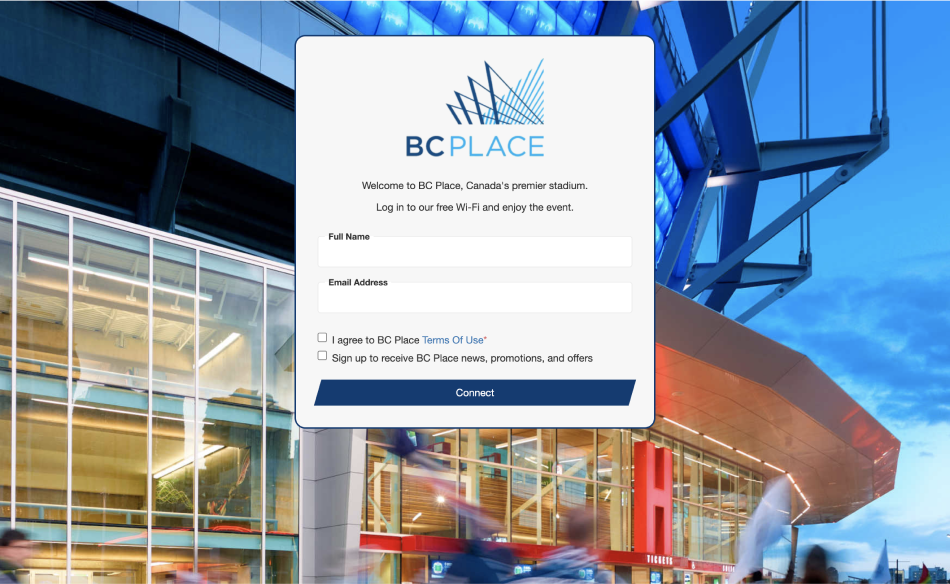 BC PLACE
Welcome to BC Place, Canada's premier stadium.
Log in to our free Wi-Fi and enjoy the event.
Full Name
Email Address
I agree to BC Place Terms Of Use*
Sign up to receive BC Place news, promotions, and offers
Connect
H
TICKETS